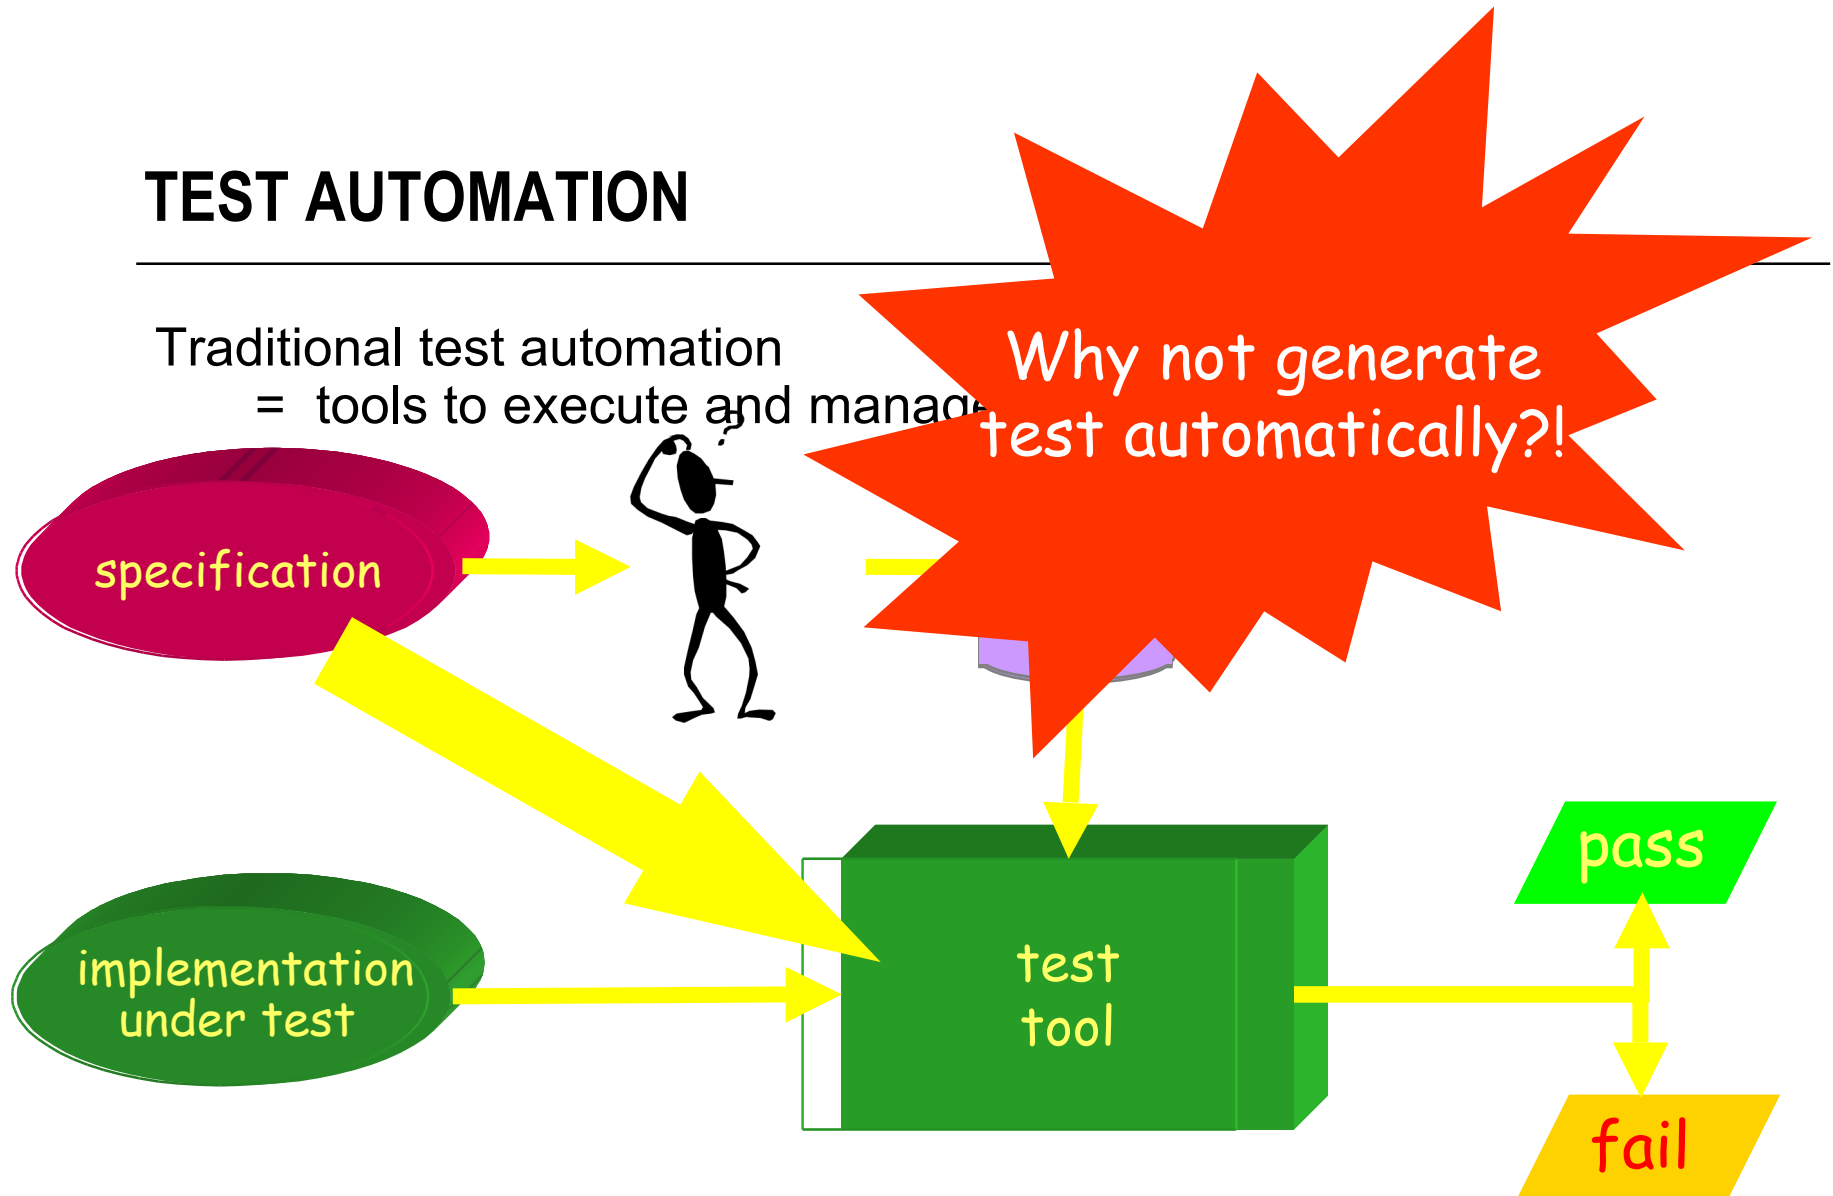 TEST AUTOMATION
Traditional test automation
= tools to execute and manage
Why not generate
test automatically?!
?
specification
implementation
under test
test
tool
pass
fail